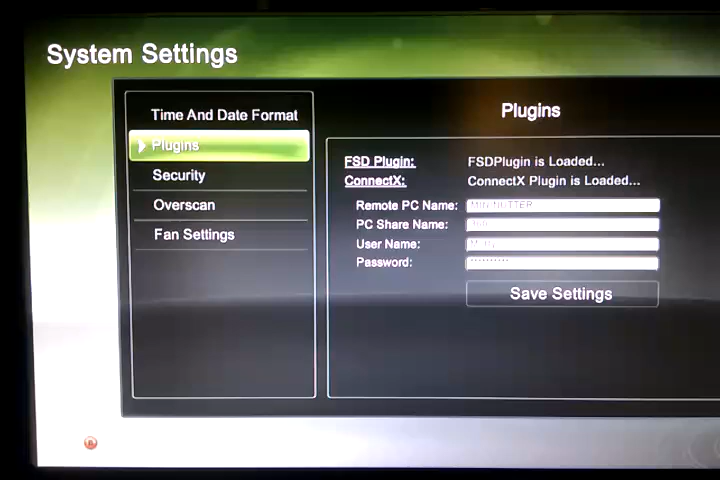 System Settings
Time And Date Format
Plugins
Security
Overscan
Fan Settings
Plugins
FSD Plugin: FSDPlugin is Loaded...
ConnectX: ConnectX Plugin is Loaded...
Remote PC Name:
PC Share Name:
User Name:
Password: **********
Save Settings